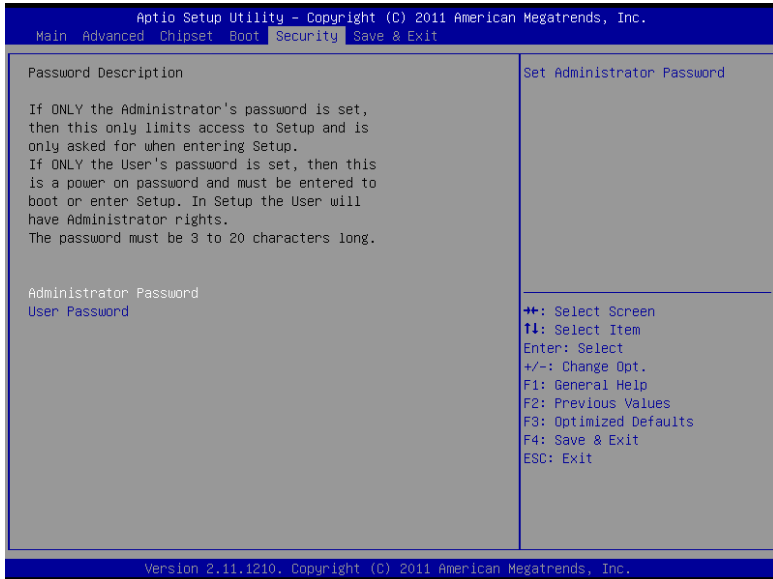 Aptio Setup Utility – Copyright (C) 2011 American Megatrends, Inc.
Main Advanced Chipset Boot Security Save & Exit
Password Description
If ONLY the Administrator's password is set,
then this only limits access to Setup and is
only asked for when entering Setup.
If ONLY the User's password is set, then this
is a power on password and must be entered to
boot or enter Setup. In Setup the User will
have Administrator rights.
The password must be 3 to 20 characters long.
Administrator Password
User Password
Set Administrator Password
→←: Select Screen
↑↓: Select Item
Enter: Select
+/-: Change Opt.
F1: General Help
F2: Previous Values
F3: Optimized Defaults
F4: Save & Exit
ESC: Exit
Version 2.11.1210. Copyright (C) 2011 American Megatrends, Inc.